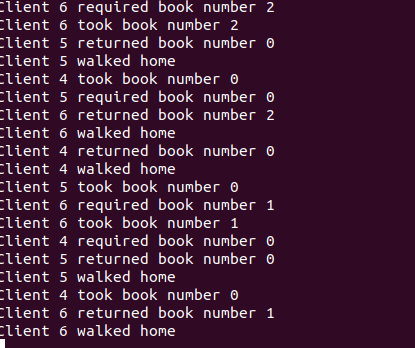 Client 6 required book number 2
Client 6 took book number 2
Client 5 returned book number 0
Client 5 walked home
Client 4 took book number 0
Client 5 required book number 0
Client 6 returned book number 2
Client 6 walked home
Client 4 returned book number 0
Client 4 walked home
Client 5 took book number 0
Client 6 required book number 1
Client 6 took book number 1
Client 4 required book number 0
Client 5 returned book number 0
Client 5 walked home
Client 4 took book number 0
Client 6 returned book number 1
Client 6 walked home